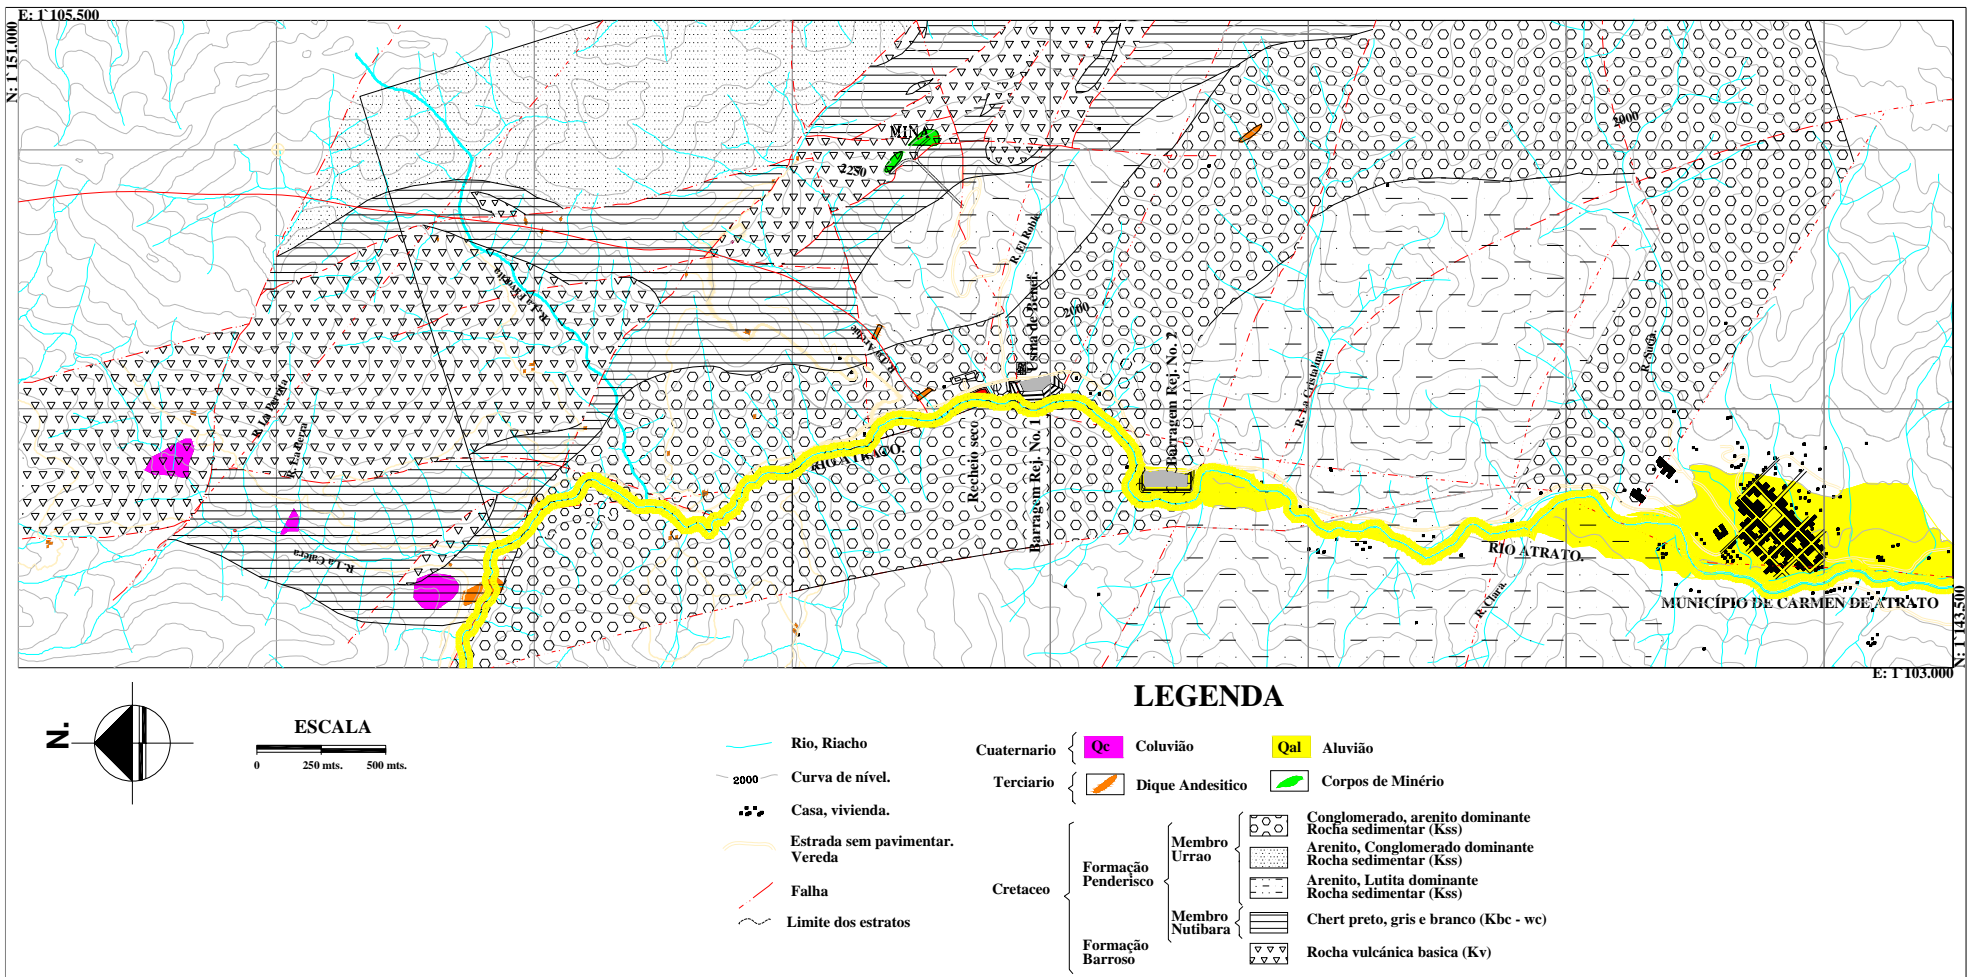 E: 1`105.500
N: 1`151.000
MINA
2250
2000
R. El Roble
2000
R. La Favorita
R. La Perrita
R. La Perra
R. La Calera
R. La Cristalina.
R. Sucia.
R. Clara.
RIO ATRATO.
RIO ATRATO.
Recheio seco
Barragem Rej. No. 1
Usina de Benef.
Barragem Rej. No. 2
MUNICÍPIO DE CARMEN DE ATRATO
N: 1`143.500
E: 1`103.000
N.
ESCALA
0 250 mts. 500 mts.
LEGENDA
Rio, Riacho
2000 Curva de nível.
Casa, vivienda.
Estrada sem pavimentar.
Vereda
Falha
Limite dos estratos
Cuaternario
Qc Coluvião
Qal Aluvião
Terciario
Dique Andesitico
Corpos de Minério
Cretaceo
Formação
Penderisco
Membro
Urrao
Conglomerado, arenito dominante
Rocha sedimentar (Kss)
Arenito, Conglomerado dominante
Rocha sedimentar (Kss)
Arenito, Lutita dominante
Rocha sedimentar (Kss)
Membro
Nutibara
Chert preto, gris e branco (Kbc - wc)
Formação
Barroso
Rocha vulcánica basica (Kv)